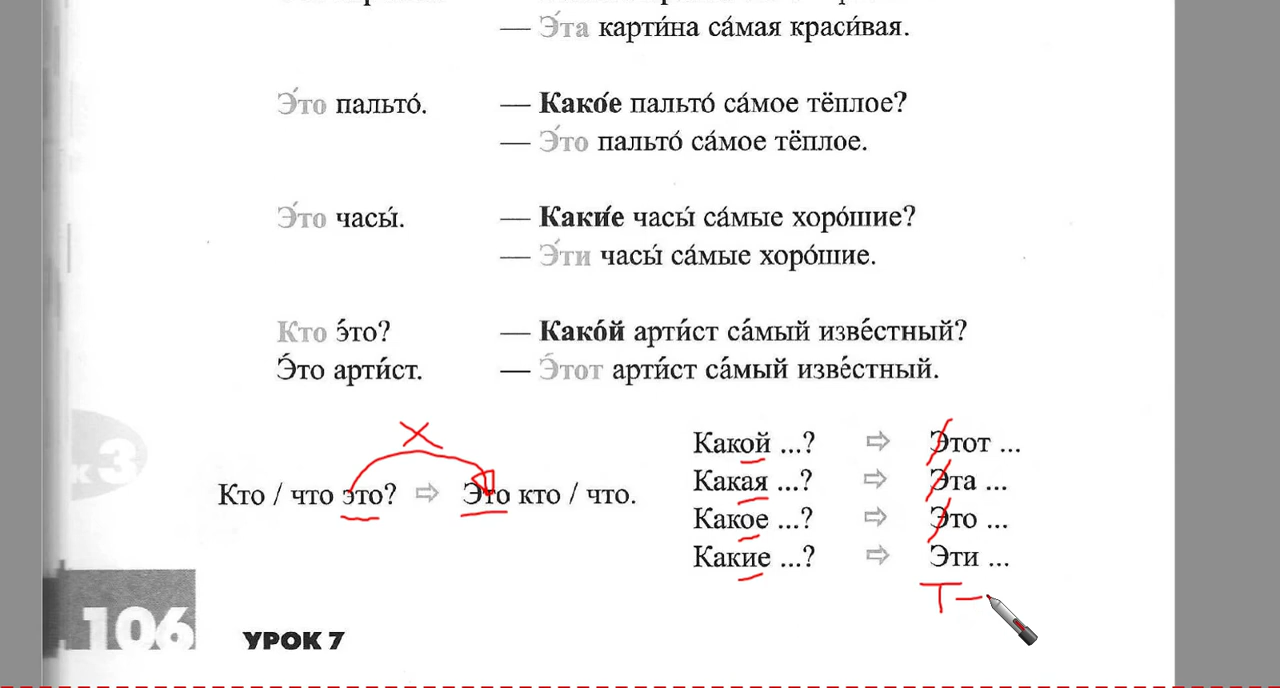 — Э́та карти́на са́мая краси́вая.
Э́то пальто́. — Како́е пальто́ са́мое тёплое?
— Э́то пальто́ са́мое тёплое.
Э́то часы́. — Каки́е часы́ са́мые хоро́шие?
— Э́ти часы́ са́мые хоро́шие.
Кто э́то? — Како́й арти́ст са́мый изве́стный?
Э́то арти́ст. — Э́тот арти́ст са́мый изве́стный.
Кто / что это? ⇨ Это кто / что.
Какой ...? ⇨ Этот ...
Какая ...? ⇨ Эта ...
Какое ...? ⇨ Это ...
Какие ...? ⇨ Эти ...
Т–
3
106 УРОК 7